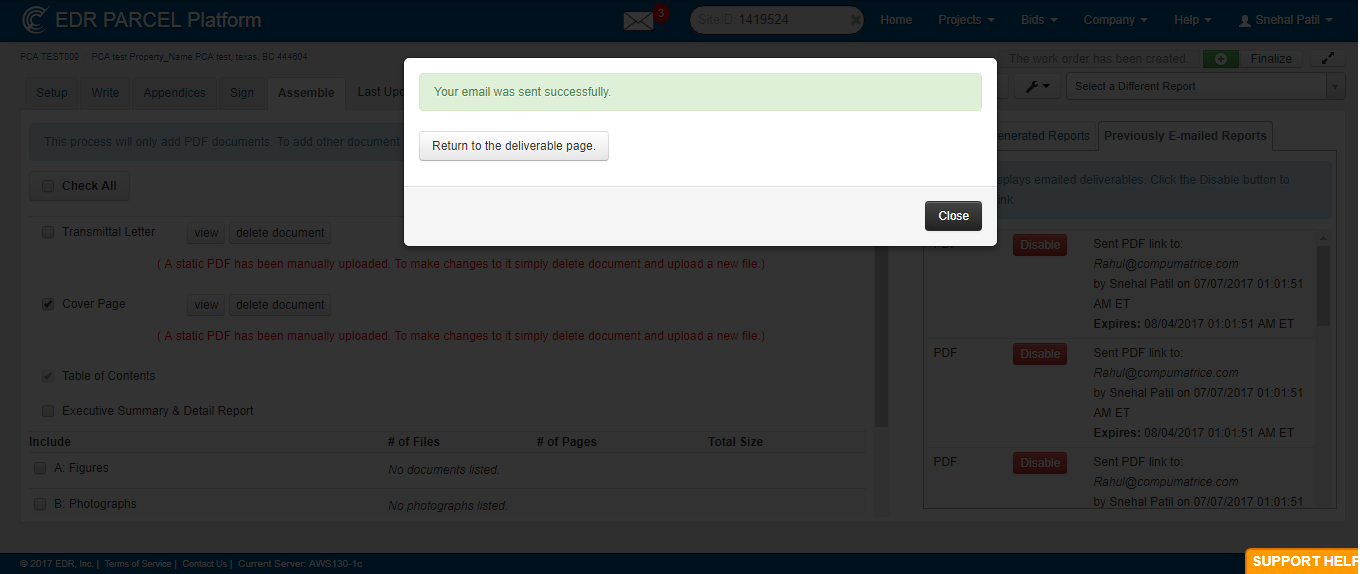 EDR PARCEL Platform
3
SiteID: 1419524
Home
Projects
Bids
Company
Help
Snehal Patil
PCA TEST009 PCA test Property_Name PCA test, texas, BC 444604
The work order has been created.
Finalize
Setup
Write
Appendices
Sign
Assemble
Last Upd
Select a Different Report
Your email was sent successfully.
Return to the deliverable page.
Close
This process will only add PDF documents. To add other document
Check All
Transmittal Letter
view
delete document
( A static PDF has been manually uploaded. To make changes to it simply delete document and upload a new file.)
Cover Page
view
delete document
( A static PDF has been manually uploaded. To make changes to it simply delete document and upload a new file.)
Table of Contents
Executive Summary & Detail Report
Include # of Files # of Pages Total Size
A: Figures No documents listed.
B: Photographs No photographs listed.
enerated Reports
Previously E-mailed Reports
splays emailed deliverables. Click the Disable button to
nk.
PDF
Disable
Sent PDF link to:
Rahul@compumatrice.com
by Snehal Patil on 07/07/2017 01:01:51
AM ET
Expires: 08/04/2017 01:01:51 AM ET
PDF
Disable
Sent PDF link to:
Rahul@compumatrice.com
by Snehal Patil on 07/07/2017 01:01:51
AM ET
Expires: 08/04/2017 01:01:51 AM ET
PDF
Disable
Sent PDF link to:
Rahul@compumatrice.com
by Snehal Patil on 07/07/2017 01:01:51
© 2017 EDR, Inc. | Terms of Service | Contact Us | Current Server: AWS130-1c
SUPPORT HELP